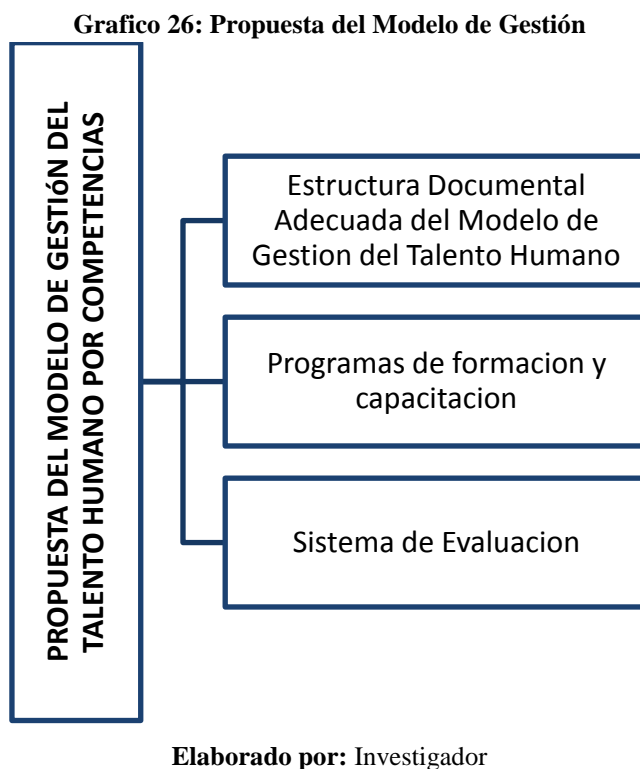 Grafico 26: Propuesta del Modelo de Gestión
PROPUESTA DEL MODELO DE GESTIóN DEL
TALENTO HUMANO POR COMPETENCIAS
Estructura Documental
Adecuada del Modelo de
Gestion del Talento Humano
Programas de formacion y
capacitacion
Sistema de Evaluacion
Elaborado por: Investigador